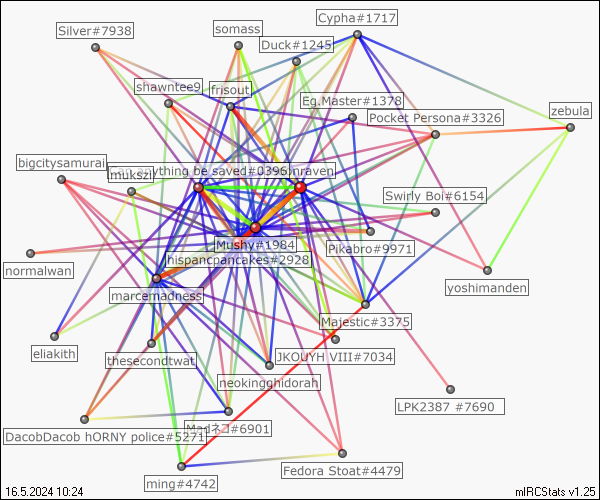 Cypha#1717
Silver#7938
somass
Duck#1245
shawntee9
frisout
Eg.Master#1378
zebula
Pocket Persona#3326
bigcitysamurai
mukszi
anything be saved#0396
nraven
Swirly Boi#6154
Mushy#1984
Pikabro#9971
hispancpancakes#2928
normalwan
yoshimanden
marcemadness
Majestic#3375
eliakith
thesecondtwat
JKOUYH VIII#7034
neokingghidorah
LPK2387 #7690
DacobDacob hORNY police#5271
Madネコ#6901
Fedora Stoat#4479
ming#4742
16.5.2024 10:24
mIRCStats v1.25